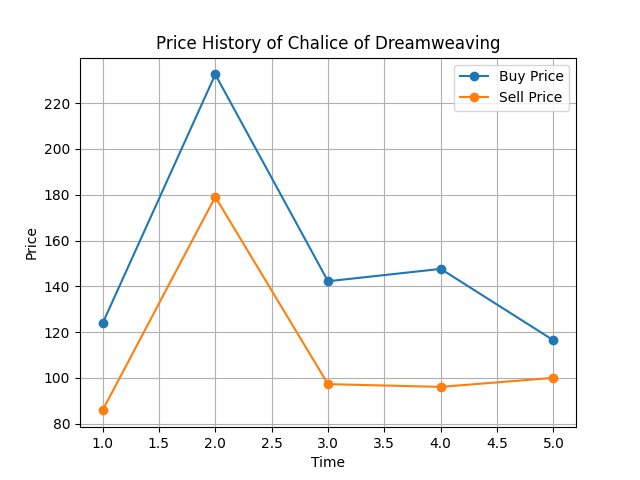 Price History of Chalice of Dreamweaving
Buy Price
Sell Price
220
200
180
160
140
120
100
80
Price
1.0 1.5 2.0 2.5 3.0 3.5 4.0 4.5 5.0
Time